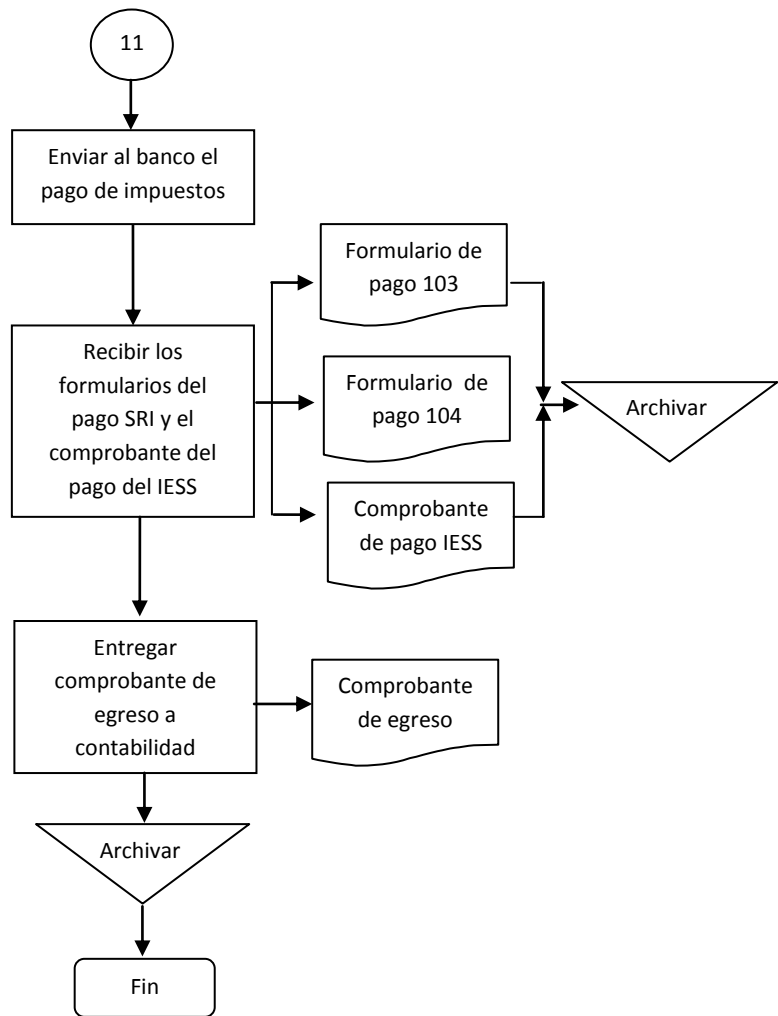 11
Enviar al banco el
pago de impuestos
Formulario de
pago 103
Recibir los
formularios del
pago SRI y el
comprobante del
pago del IESS
Formulario de
pago 104
Archivar
Comprobante
de pago IESS
Entregar
comprobante de
egreso a
contabilidad
Comprobante
de egreso
Archivar
Fin